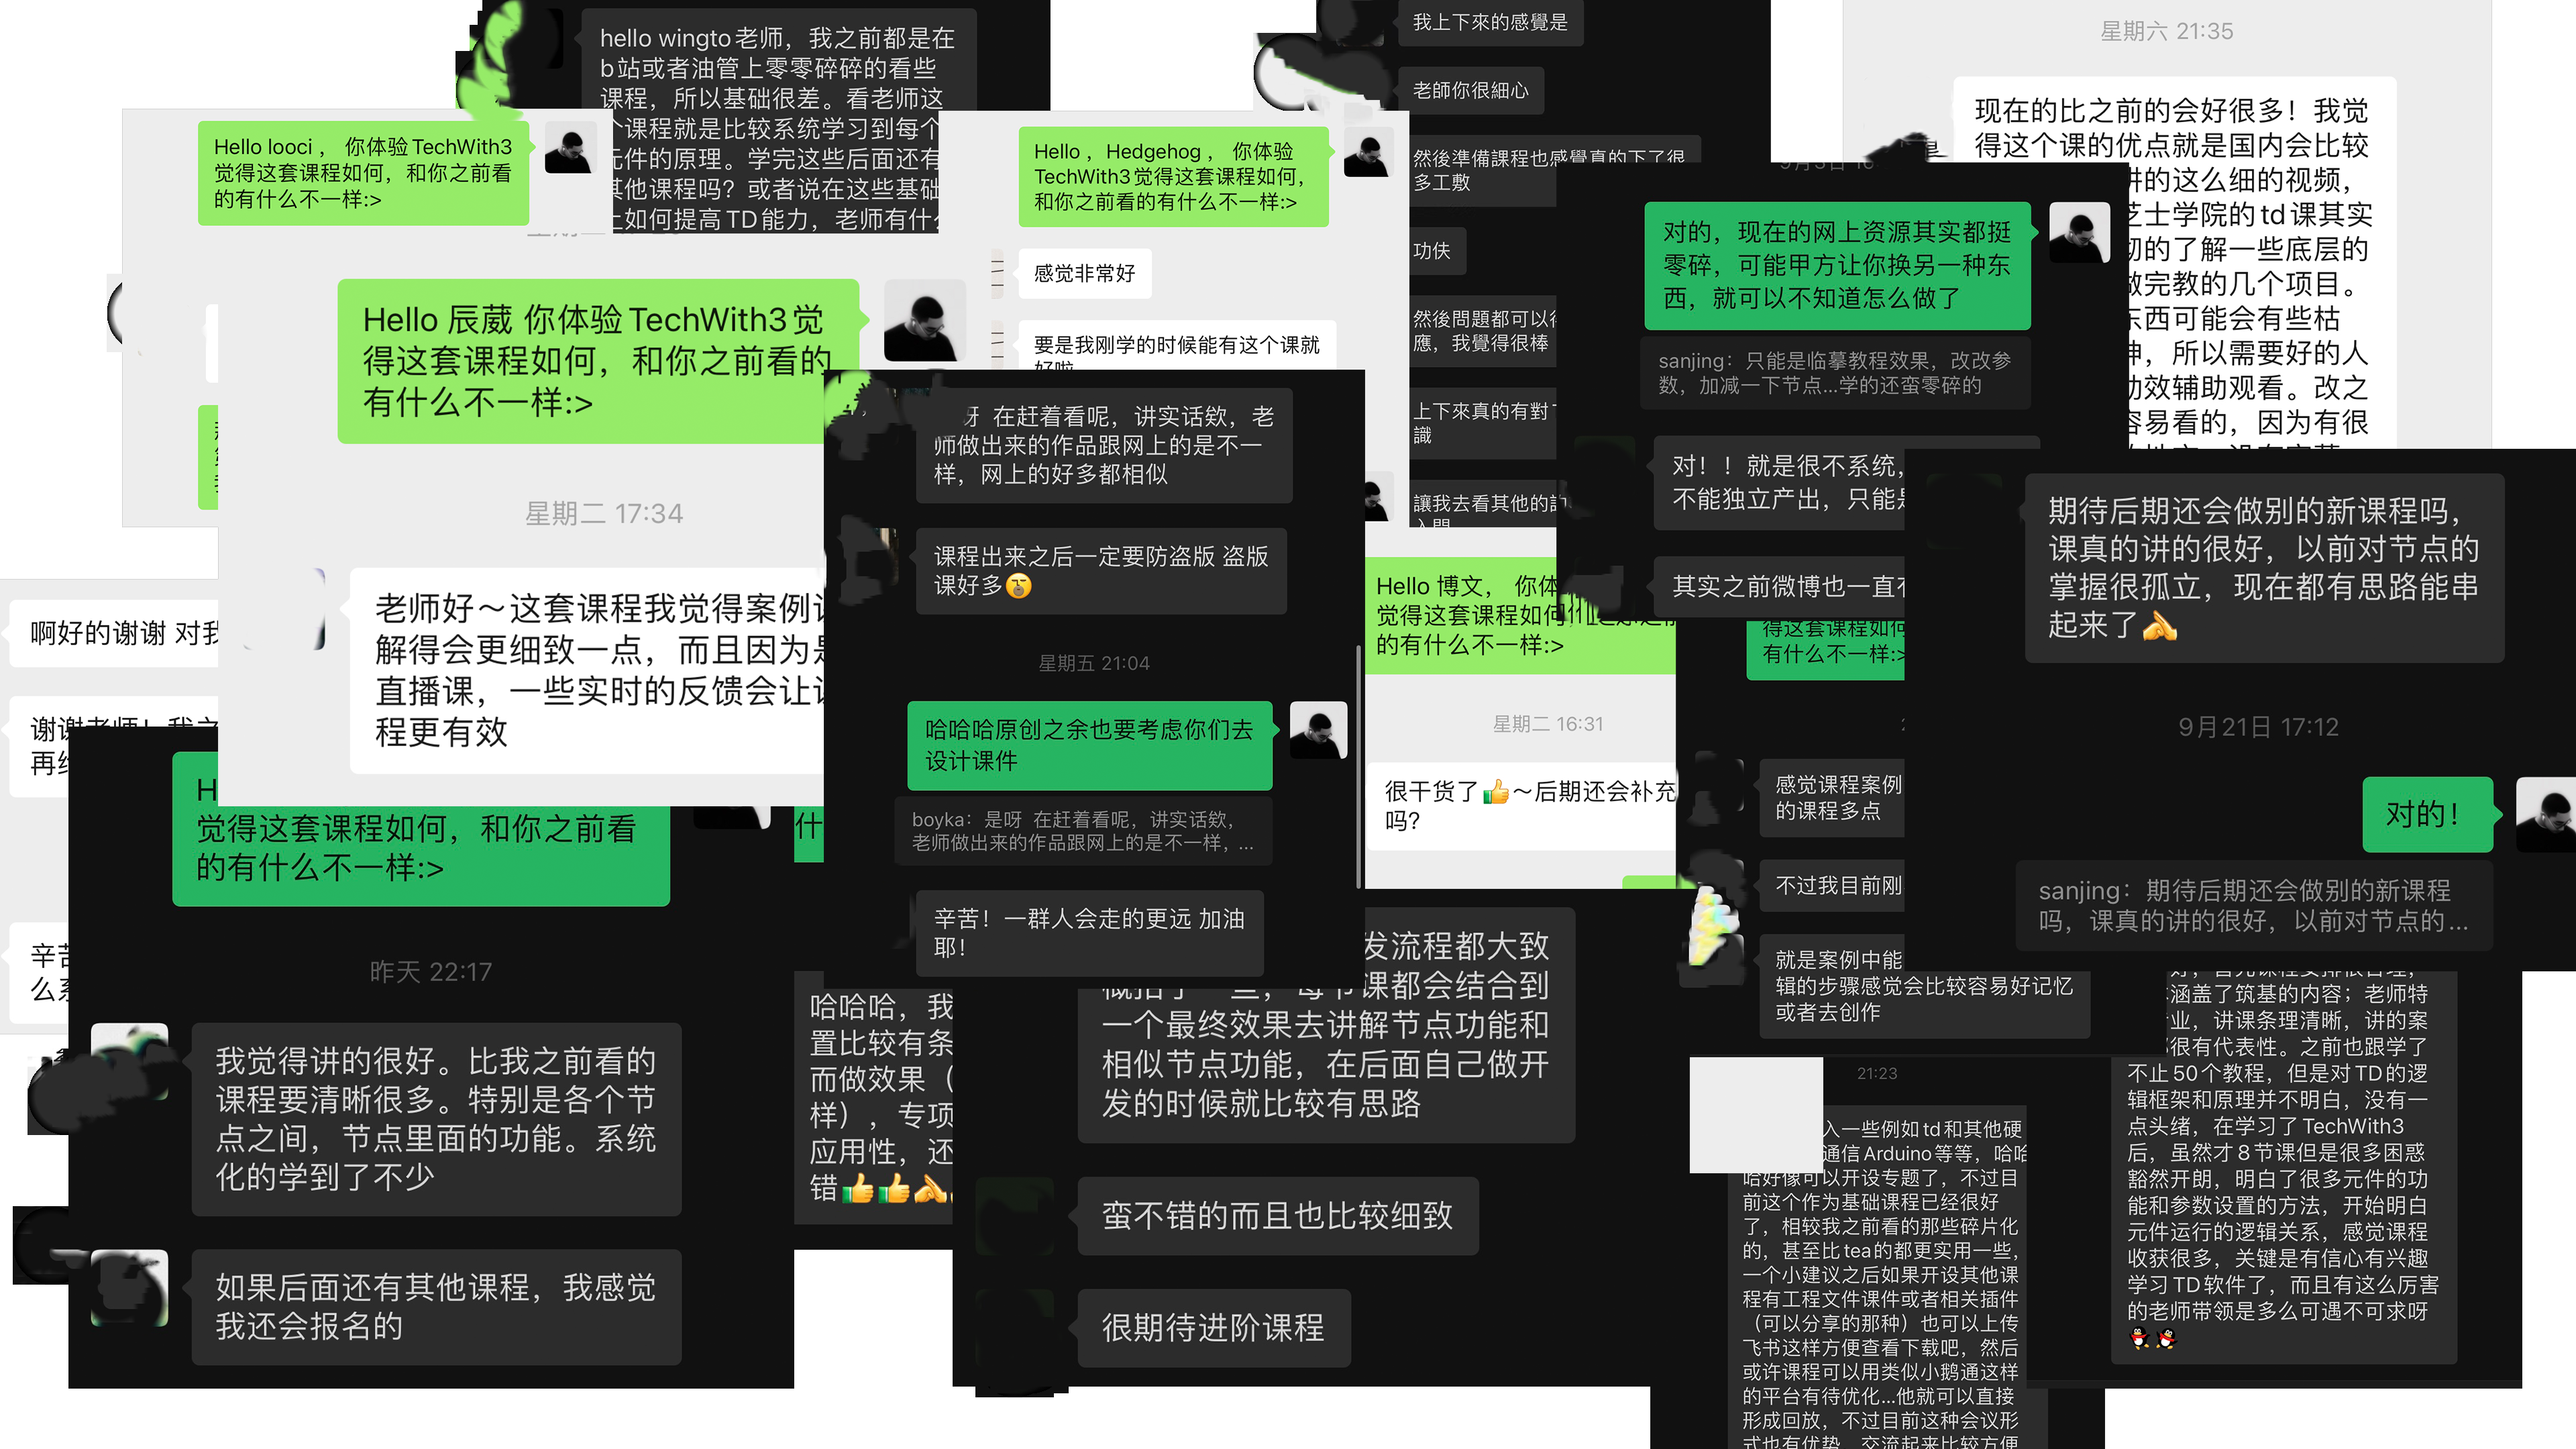 hello wingto老师，我之前都是在
b站或者油管上零零碎碎的看些
课程，所以基础很差。看老师这
课程就是比较系统学习到每个
元件的原理。学完这些后面还有
其他课程吗？或者说在这些基础
上如何提高TD能力，老师有什
Hello looci， 你体验TechWith3
觉得这套课程如何，和你之前看
的有什么不一样:>
Hello 辰葳 你体验TechWith3觉
得这套课程如何，和你之前看的
有什么不一样:>
星期二 17:34
老师好～这套课程我觉得案例讲
解得会更细致一点，而且因为是
直播课，一些实时的反馈会让课
程更有效
Hello ，Hedgehog ， 你体验
TechWith3觉得这套课程如何，
和你之前看的有什么不一样:>
感觉非常好
要是我刚学的时候能有这个课就
好啦
我上下來的感覺是
老師你很細心
然後準備課程也感覺真的下了很
多工敷
功伕
然後問題都可以得
應，我覺得很棒
上下來真的有對
識
讓我去看其他的
入門
星期六 21:35
现在的比之前的会好很多！我觉
得这个课的优点就是国内会比较
讲的这么细的视频，
芝士学院的td课其实
初的了解一些底层的
做完教的几个项目。
东西可能会有些枯
神，所以需要好的人
功效辅助观看。改之
容易看的，因为有很
对的，现在的网上资源其实都挺
零碎，可能甲方让你换另一种东
西，就可以不知道怎么做了
sanjing：只能是临摹教程效果，改改参
数，加减一下节点...学的还蛮零碎的
对！！就是很不系统，
不能独立产出，只能是
其实之前微博也一直有
呀 在赶着看呢，讲实话欸，老
师做出来的作品跟网上的是不一
样，网上的好多都相似
课程出来之后一定要防盗版 盗版
课好多😮
星期五 21:04
哈哈哈原创之余也要考虑你们去
设计课件
boyka：是呀 在赶着看呢，讲实话欸，
老师做出来的作品跟网上的是不一样，...
辛苦！一群人会走的更远 加油
耶！
Hello 博文， 你体
觉得这套课程如何
的有什么不一样:>
星期二 16:31
很干货了👍～后期还会补充
吗？
得这套课程如何
有什么不一样:>
感觉课程案例
的课程多点
不过我目前刚
就是案例中能
辑的步骤感觉会比较容易好记忆
或者去创作
期待后期还会做别的新课程吗，
课真的讲的很好，以前对节点的
掌握很孤立，现在都有思路能串
起来了💪
9月21日 17:12
对的！
sanjing：期待后期还会做别的新课程
吗，课真的讲的很好，以前对节点的...
啊好的谢谢 对我
谢谢老师！我之
再纟
辛苦
么系
觉得这套课程如何，和你之前看
的有什么不一样:>
昨天 22:17
我觉得讲的很好。比我之前看的
课程要清晰很多。特别是各个节
点之间，节点里面的功能。系统
化的学到了不少
如果后面还有其他课程，我感觉
我还会报名的
什
哈哈哈，我
置比较有条
而做效果（
样），专项
应用性，还
错👍👍💪
发流程都大致
概括了一些，每节课都会结合到
一个最终效果去讲解节点功能和
相似节点功能，在后面自己做开
发的时候就比较有思路
蛮不错的而且也比较细致
很期待进阶课程
21:23
入一些例如td和其他硬
通信Arduino等等，哈哈
哈好像可以开设专题了，不过目
前这个作为基础课程已经很好
了，相较我之前看的那些碎片化
的，甚至比tea的都更实用一些，
一个小建议之后如果开设其他课
程有工程文件课件或者相关插件
（可以分享的那种）也可以上传
飞书这样方便查看下载吧，然后
或许课程可以用类似小鹅通这样
的平台有待优化...他就可以直接
形成回放，不过目前这种会议形
式也有优势，交流起来比较方便
好，首先课程安排很合理，
涵盖了筑基的内容；老师特
业，讲课条理清晰，讲的案
很有代表性。之前也跟学了
不止50个教程，但是对TD的逻
辑框架和原理并不明白，没有一
点头绪，在学习了TechWith3
后，虽然才8节课但是很多困惑
豁然开朗，明白了很多元件的功
能和参数设置的方法，开始明白
元件运行的逻辑关系，感觉课程
收获很多，关键是有信心有兴趣
学习TD软件了，而且有这么厉害
的老师带领是多么可遇不可求呀